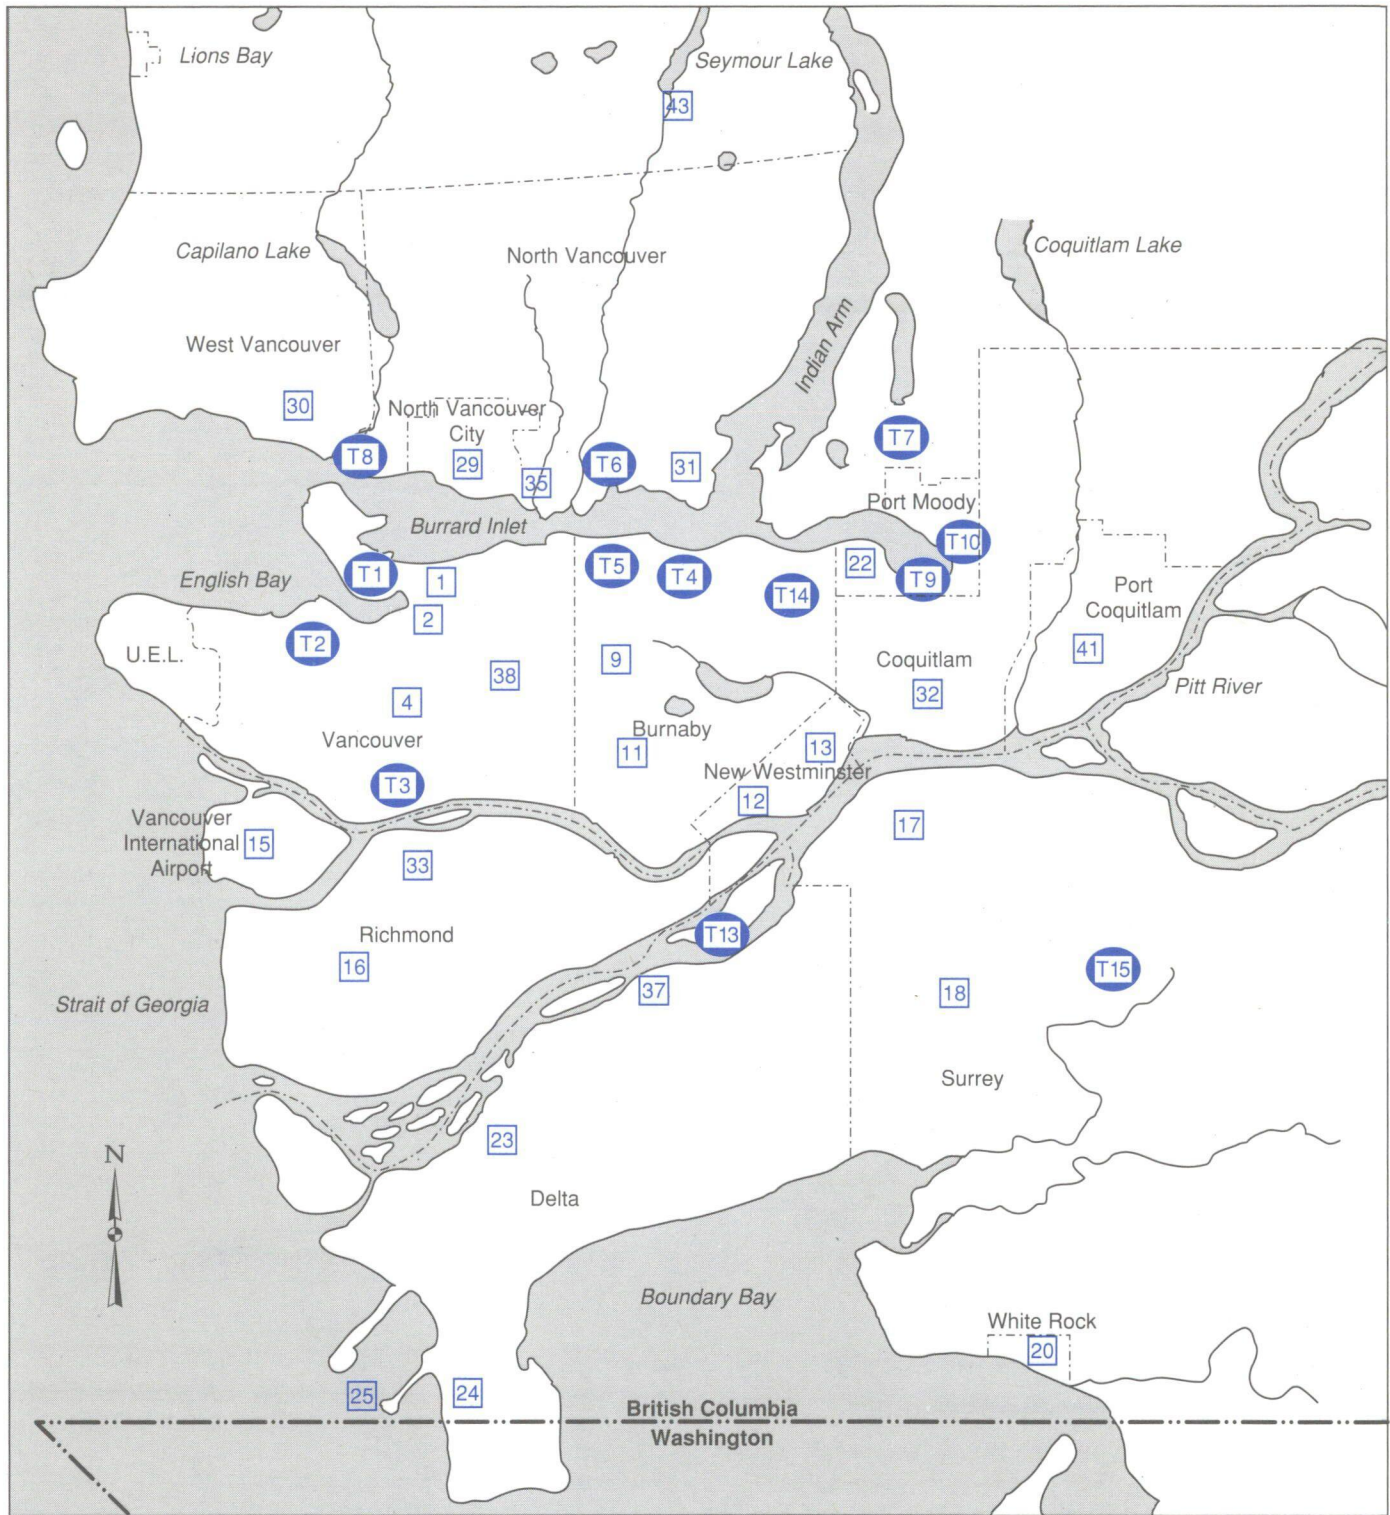 Lions Bay
Seymour Lake
43
Capilano Lake
North Vancouver
Coquitlam Lake
Indian Arm
West Vancouver
30
North Vancouver
City
T8
29
35
T6
31
T7
Port Moody
Burrard Inlet
T10
English Bay
T1
1
T5
T4
22
T9
T14
Port
Coquitlam
2
T2
U.E.L.
38
9
Coquitlam
41
32
Pitt River
4
Vancouver
Burnaby
11
13
New Westminster
T3
12
Vancouver
International
Airport
15
17
33
Richmond
T13
16
37
18
T15
Strait of Georgia
Surrey
23
N
Delta
Boundary Bay
White Rock
20
25
24
British Columbia
Washington